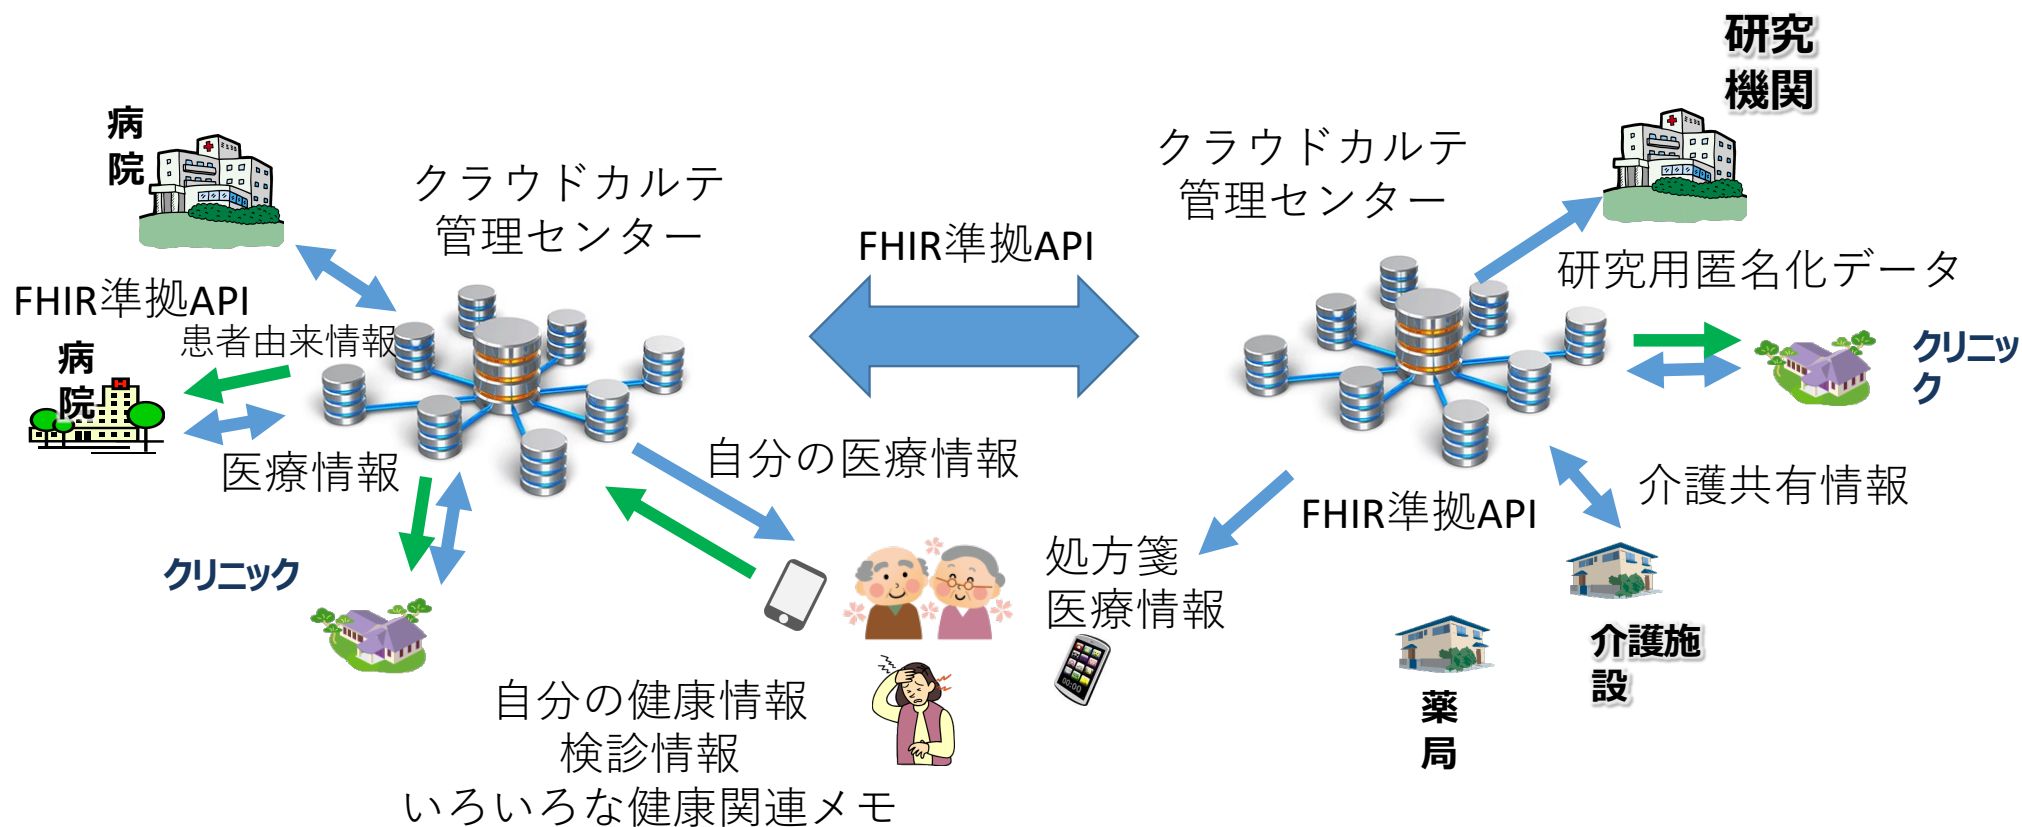 研究
機関
病
院
クラウドカルテ
管理センター
クラウドカルテ
管理センター
FHIR準拠API
研究用匿名化データ
FHIR準拠API
患者由来情報
病
院
クリニッ
ク
医療情報
自分の医療情報
介護共有情報
FHIR準拠API
クリニック
処方箋
医療情報
介護施
設
薬
局
自分の健康情報
検診情報
いろいろな健康関連メモ
00:00